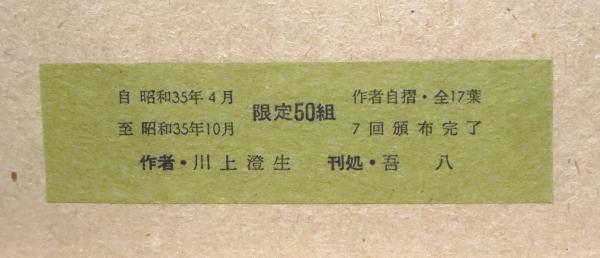 自 昭和35年4月 限定50組 作者自摺・全17葉
至 昭和35年10月 7回頒布完了
作者・川上澄生 刊処・吾八